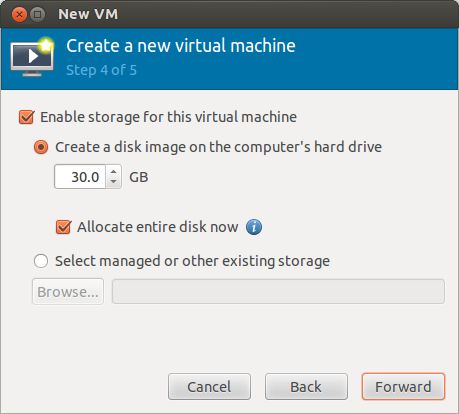 New VM
Create a new virtual machine
Step 4 of 5
Enable storage for this virtual machine
Create a disk image on the computer's hard drive
30.0 GB
Allocate entire disk now
Select managed or other existing storage
Browse...
Cancel Back Forward